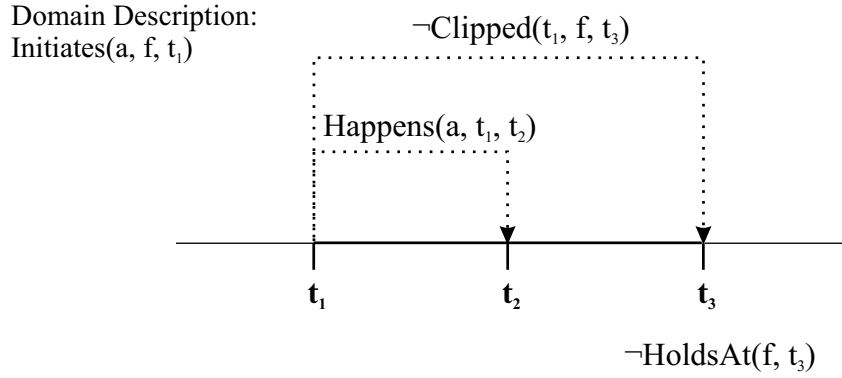 Domain Description:
Initiates(a, f, t₁)
¬Clipped(t₁, f, t₃)
Happens(a, t₁, t₂)
t₁ t₂ t₃
¬HoldsAt(f, t₃)